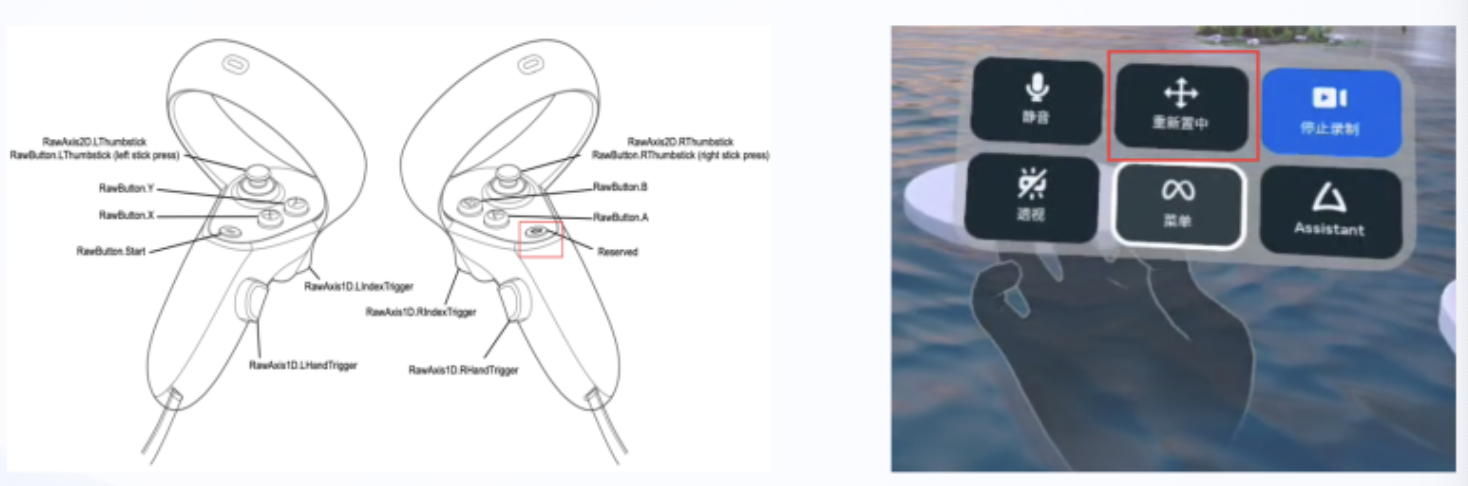 RawAxis2D.LThumbstick
RawButton.LThumbstick (left stick press)
RawButton.Y
RawButton.X
RawButton.Start
RawAxis1D.LIndexTrigger
RawAxis1D.LHandTrigger
RawAxis2D.RThumbstick
RawButton.RThumbstick (right stick press)
RawButton.B
RawButton.A
Reserved
RawAxis1D.RIndexTrigger
RawAxis1D.RHandTrigger
静音
重新置中
停止录制
透视
菜单
Assistant